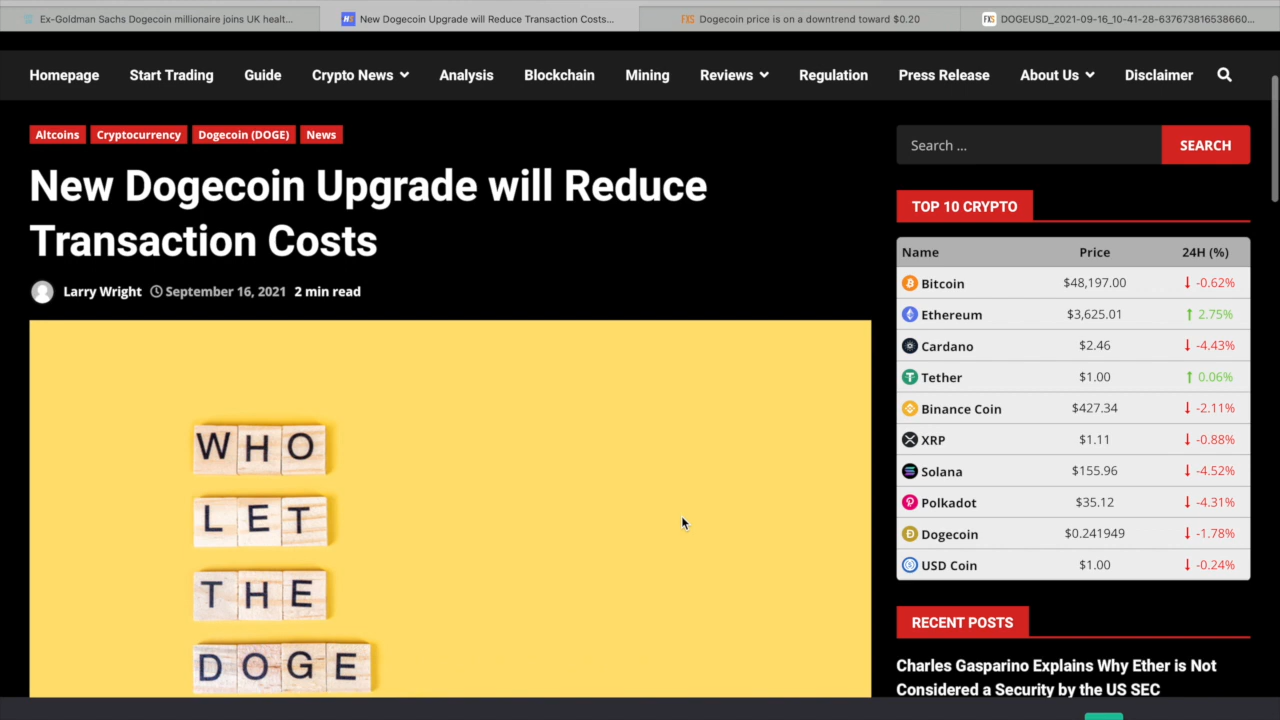 Ex-Goldman Sachs Dogecoin millionaire joins UK healt...
New Dogecoin Upgrade will Reduce Transaction Costs...
FXS Dogecoin price is on a downtrend toward $0.20
FXS DOGEUSD_2021-09-16_10-41-28-637673816538660...
Homepage Start Trading Guide Crypto News Analysis Blockchain Mining Reviews Regulation Press Release About Us Disclaimer
Altcoins Cryptocurrency Dogecoin (DOGE) News
New Dogecoin Upgrade will Reduce
Transaction Costs
Larry Wright September 16, 2021 2 min read
WHO
LET
THE
DOGE
Search ... SEARCH
TOP 10 CRYPTO
Name Price 24H (%)
Bitcoin $48,197.00 ↓ -0.62%
Ethereum $3,625.01 ↑ 2.75%
Cardano $2.46 ↓ -4.43%
Tether $1.00 ↑ 0.06%
Binance Coin $427.34 ↓ -2.11%
XRP $1.11 ↓ -0.88%
Solana $155.96 ↓ -4.52%
Polkadot $35.12 ↓ -4.31%
Dogecoin $0.241949 ↓ -1.78%
USD Coin $1.00 ↓ -0.24%
RECENT POSTS
Charles Gasparino Explains Why Ether is Not
Considered a Security by the US SEC